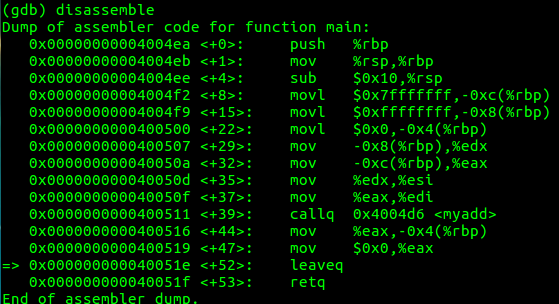 (gdb) disassemble
Dump of assembler code for function main:
   0x00000000004004ea <+0>:     push   %rbp
   0x00000000004004eb <+1>:     mov    %rsp,%rbp
   0x00000000004004ee <+4>:     sub    $0x10,%rsp
   0x00000000004004f2 <+8>:     movl   $0x7fffffff,-0xc(%rbp)
   0x00000000004004f9 <+15>:    movl   $0xffffffff,-0x8(%rbp)
   0x0000000000400500 <+22>:    movl   $0x0,-0x4(%rbp)
   0x0000000000400507 <+29>:    mov    -0x8(%rbp),%edx
   0x000000000040050a <+32>:    mov    -0xc(%rbp),%eax
   0x000000000040050d <+35>:    mov    %edx,%esi
   0x000000000040050f <+37>:    mov    %eax,%edi
   0x0000000000400511 <+39>:    callq  0x4004d6 <myadd>
   0x0000000000400516 <+44>:    mov    %eax,-0x4(%rbp)
   0x0000000000400519 <+47>:    mov    $0x0,%eax
=> 0x000000000040051e <+52>:    leaveq
   0x000000000040051f <+53>:    retq
End of assembler dump.